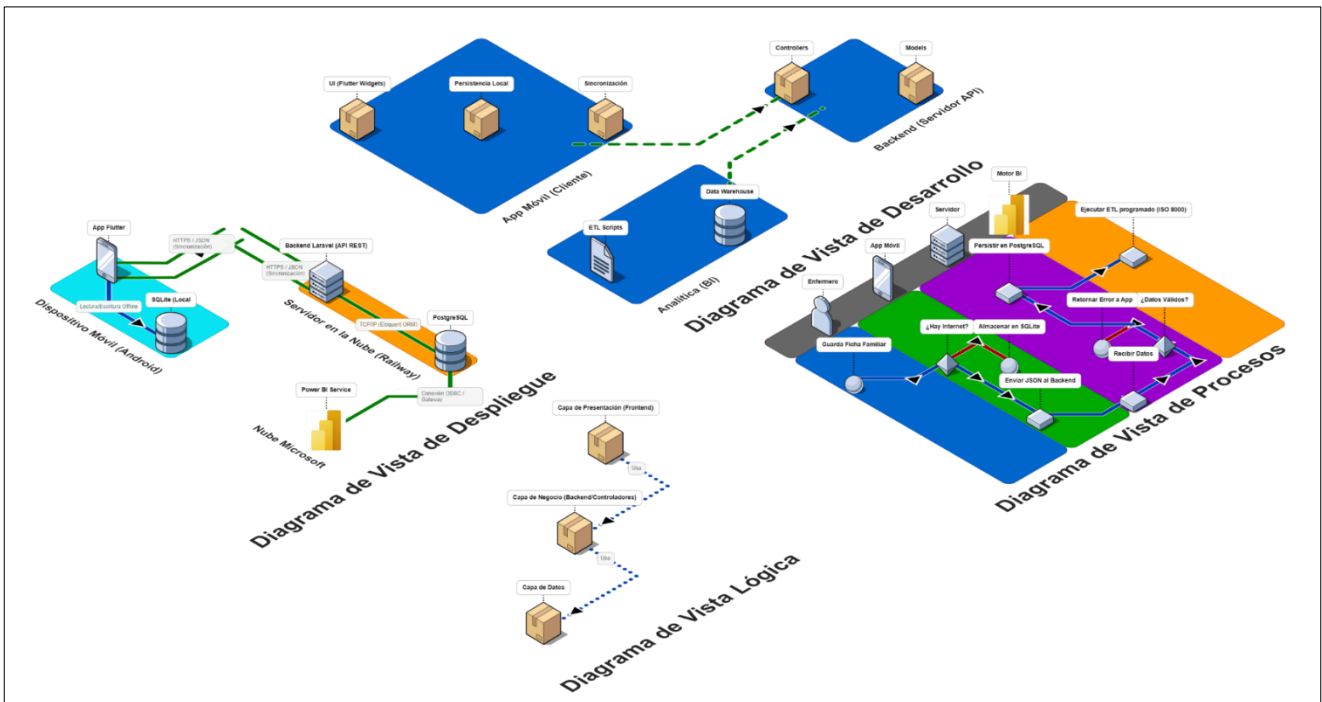 Controllers
Models
UI (Flutter Widgets)
Persistencia Local
Sincronización
App Móvil (Cliente)
Backend (Servidor API)
Data Warehouse
ETL Scripts
Analítica (BI)
Diagrama de Vista de Desarrollo
App Flutter
HTTPS / JSON
(Sincronización)
Backend Laravel (API REST)
HTTPS / JSON
(Sincronización)
SQLite (Local
Lectura/Escritura Offline
Dispositivo Movil (Android)
TCP/IP (Eloquent ORM)
PostgreSQL
Servidor en la Nube (Railway)
Power BI Service
Conexión ODBC /
Gateway
Nube Microsoft
Diagrama de Vista de Despliegue
Motor BI
Servidor
App Móvil
Enfermero
Ejecutar ETL programado (ISO 8000)
Persistir en PostgreSQL
Retornar Error a App
¿Datos Válidos?
¿Hay Internet?
Almacenar en SQLite
Guarda Ficha Familiar
Recibir Datos
Enviar JSON al Backend
Diagrama de Vista de Procesos
Capa de Presentación (Frontend)
Usa
Capa de Negocio (Backend/Controladores)
Usa
Capa de Datos
Diagrama de Vista Lógica